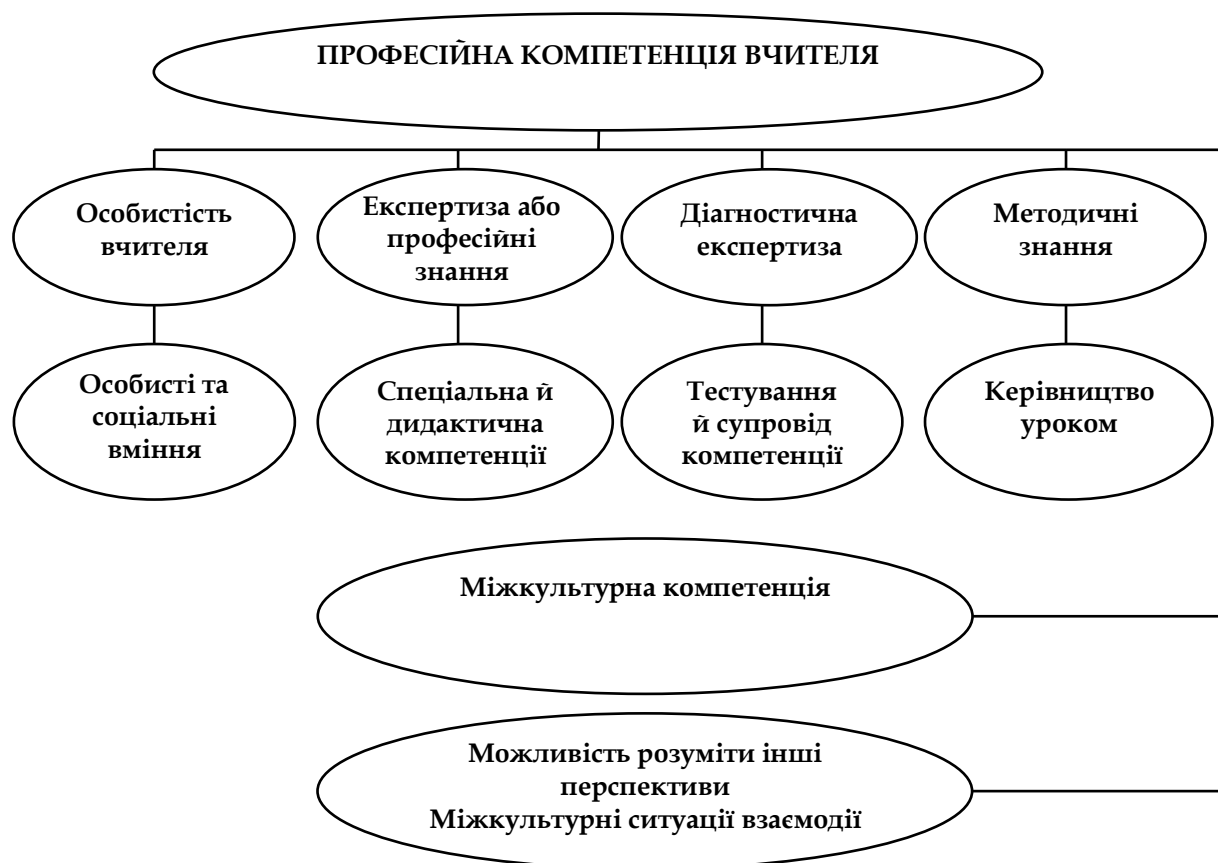 ПРОФЕСІЙНА КОМПЕТЕНЦІЯ ВЧИТЕЛЯ
Особистість
вчителя
Експертиза або
професійні
знання
Діагностична
експертиза
Методичні
знання
Особисті та
соціальні
вміння
Спеціальна й
дидактична
компетенції
Тестування
й супровід
компетенції
Керівництво
уроком
Міжкультурна компетенція
Можливість розуміти інші
перспективи
Міжкультурні ситуації взаємодії